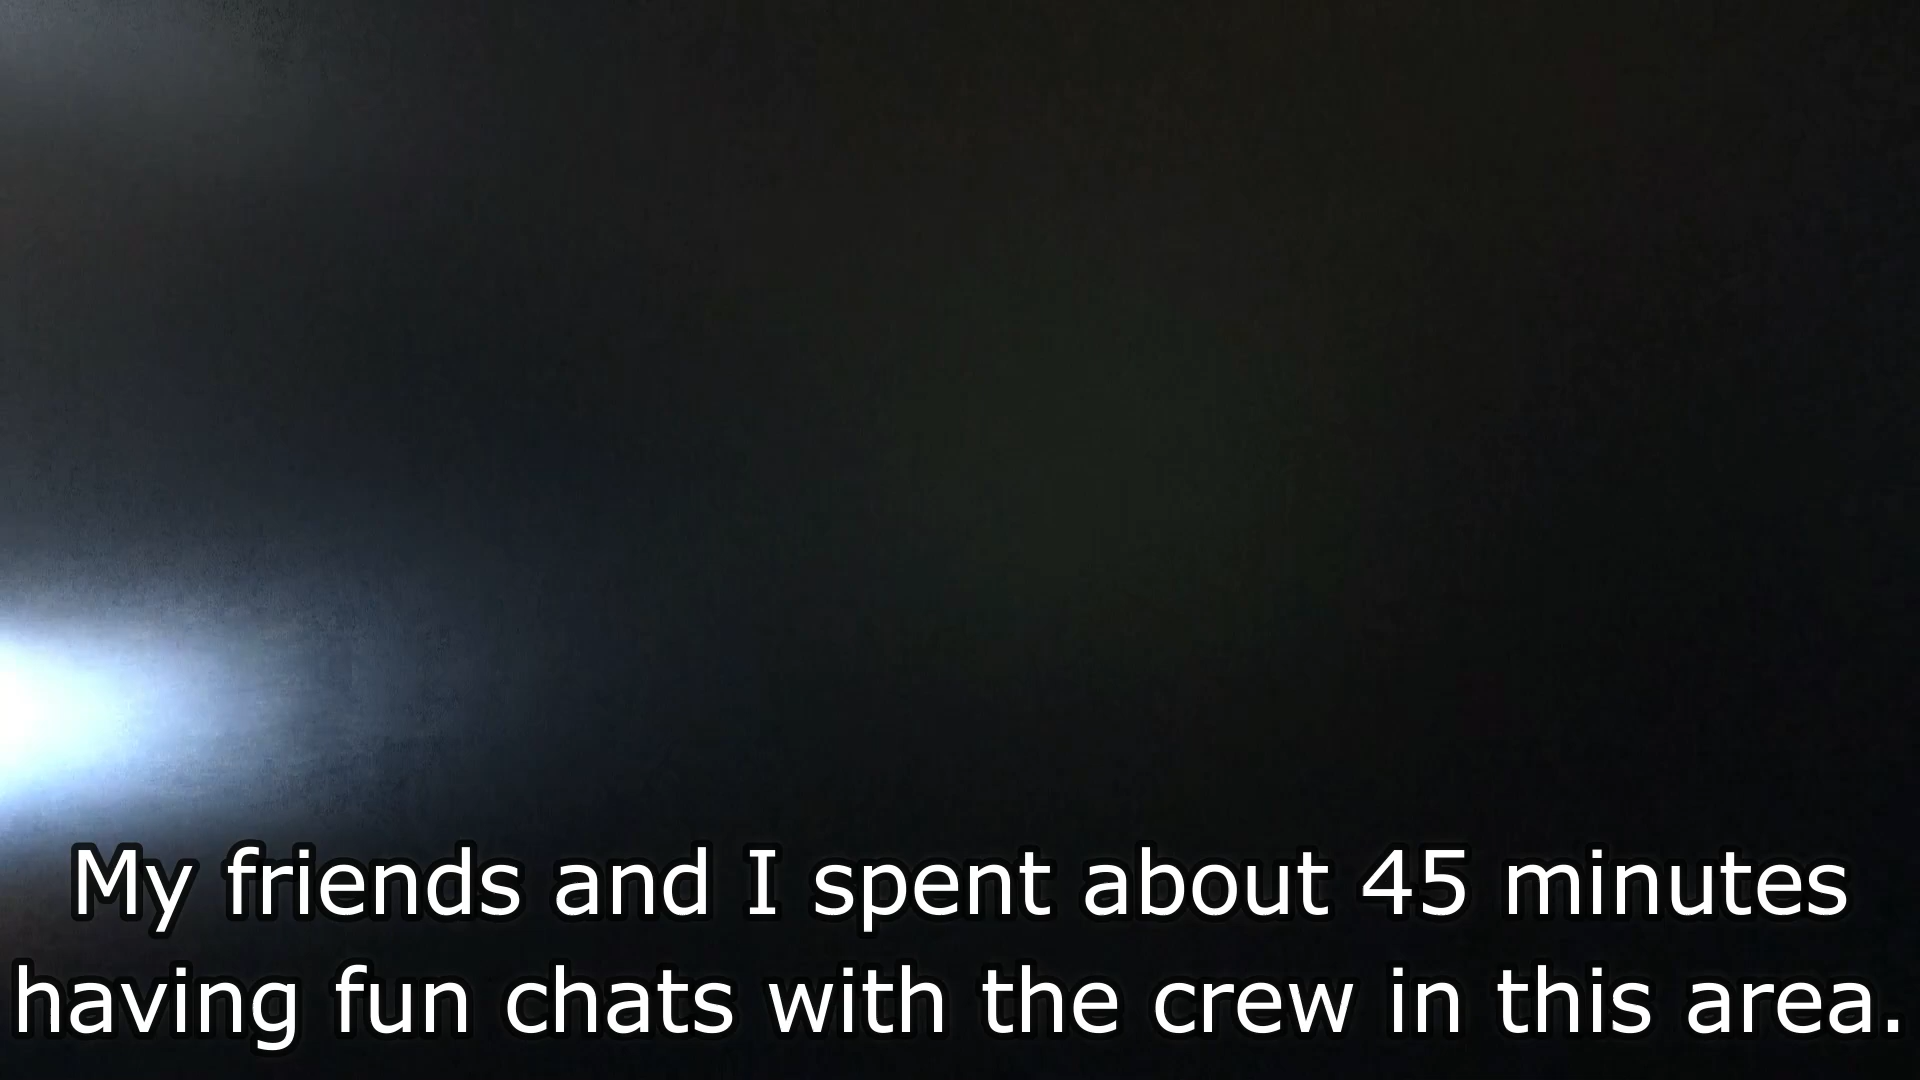 My friends and I spent about 45 minutes
having fun chats with the crew in this area.